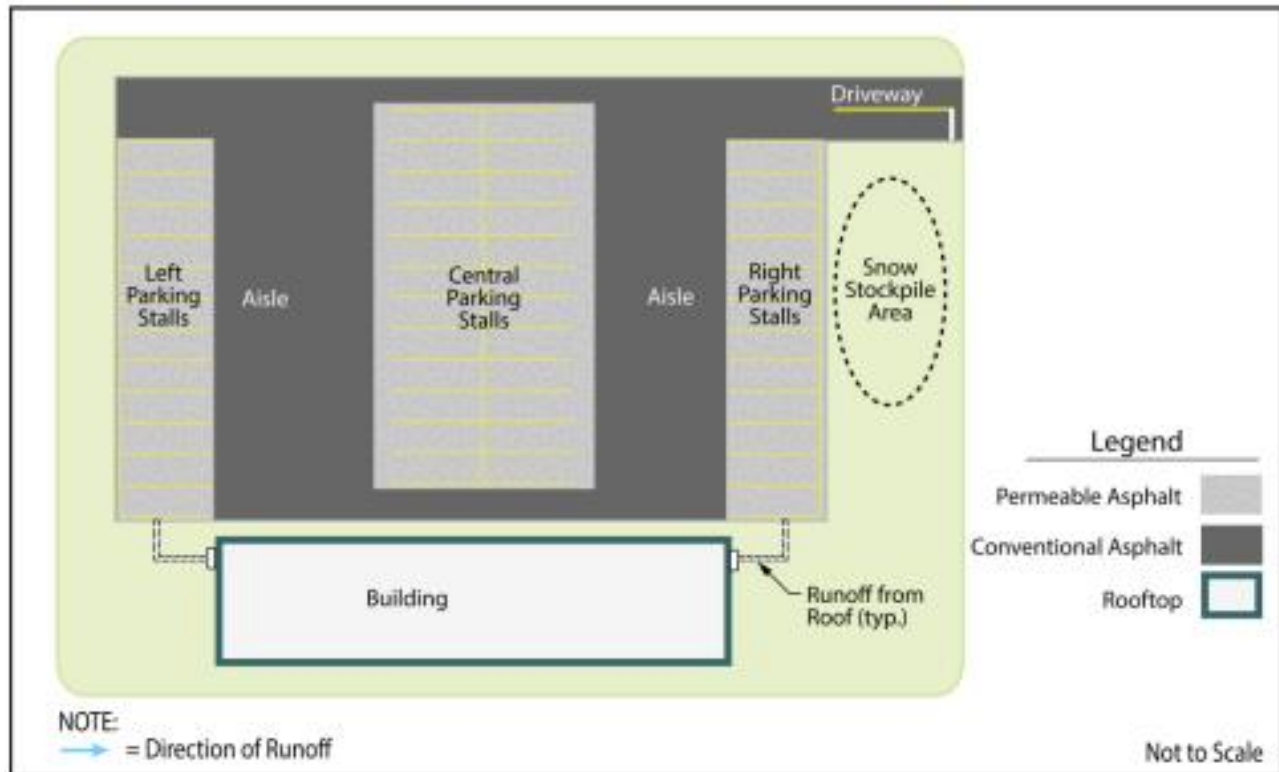 Driveway
Left
Parking
Stalls
Aisle
Central
Parking
Stalls
Aisle
Right
Parking
Stalls
Snow
Stockpile
Area
Legend
Permeable Asphalt
Conventional Asphalt
Rooftop
Building
Runoff from
Roof (typ.)
NOTE:
= Direction of Runoff
Not to Scale